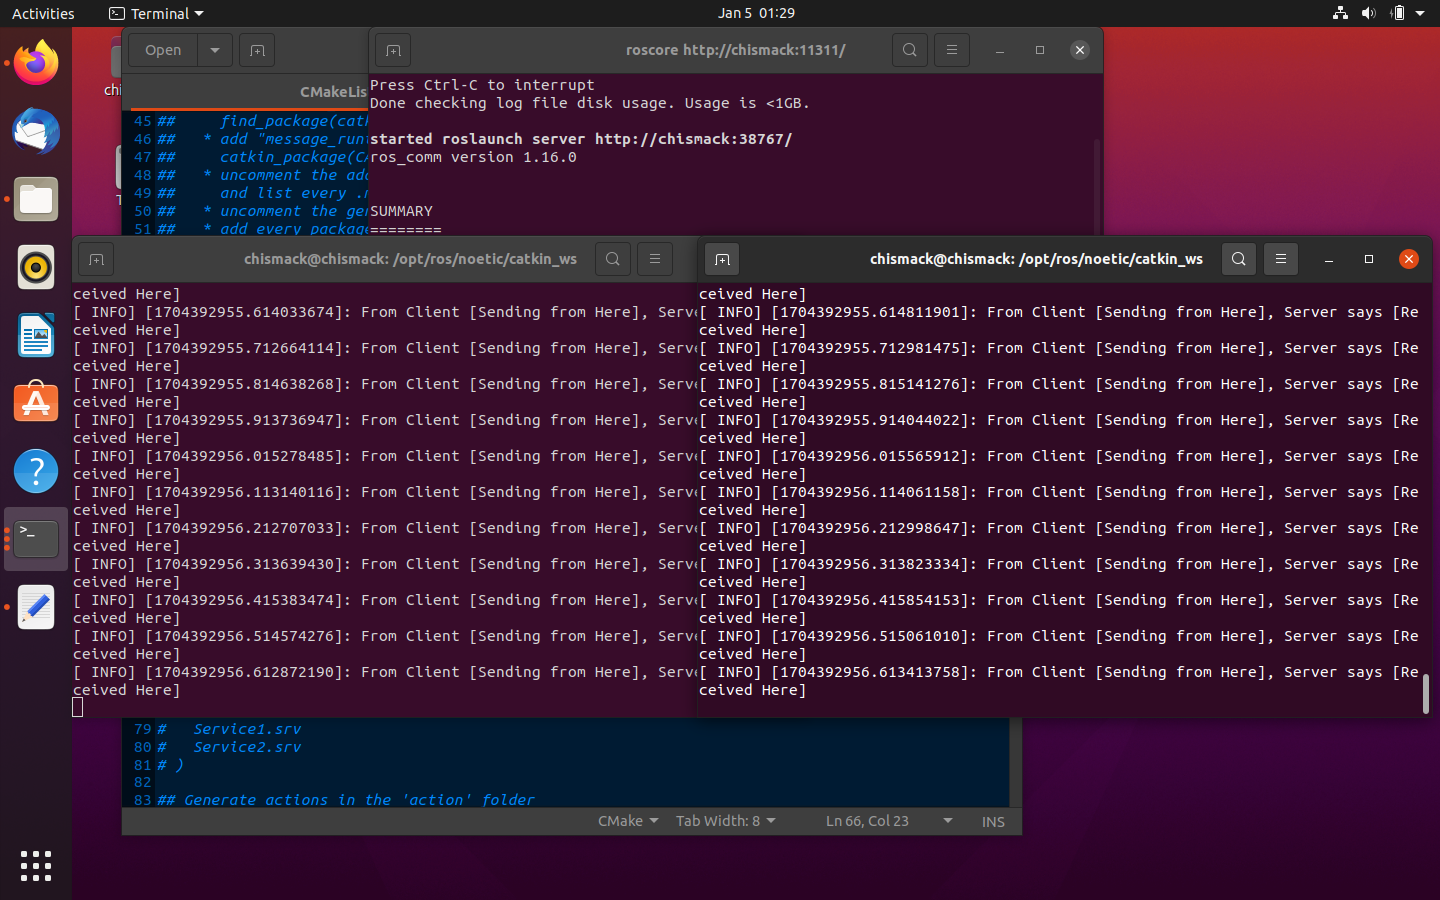 Activities
Terminal
Jan 5 01:29
Open
roscore http://chismack:11311/
CMakeLis
Press Ctrl-C to interrupt
Done checking log file disk usage. Usage is <1GB.
started roslaunch server http://chismack:38767/
ros_comm version 1.16.0
SUMMARY
========
45 ## find_package(catk
46 ## * add "message_run
47 ## catkin_package(CA
48 ## * uncomment the add
49 ## and list every .
50 ## * uncomment the gen
51 ## * add every package
chismack@chismack: /opt/ros/noetic/catkin_ws
ceived Here]
[ INFO] [1704392955.614033674]: From Client [Sending from Here], Serve
ceived Here]
[ INFO] [1704392955.712664114]: From Client [Sending from Here], Serve
ceived Here]
[ INFO] [1704392955.814638268]: From Client [Sending from Here], Serve
ceived Here]
[ INFO] [1704392955.913736947]: From Client [Sending from Here], Serve
ceived Here]
[ INFO] [1704392956.015278485]: From Client [Sending from Here], Serve
ceived Here]
[ INFO] [1704392956.113140116]: From Client [Sending from Here], Serve
ceived Here]
[ INFO] [1704392956.212707033]: From Client [Sending from Here], Serve
ceived Here]
[ INFO] [1704392956.313639430]: From Client [Sending from Here], Serve
ceived Here]
[ INFO] [1704392956.415383474]: From Client [Sending from Here], Serve
ceived Here]
[ INFO] [1704392956.514574276]: From Client [Sending from Here], Serve
ceived Here]
[ INFO] [1704392956.612872190]: From Client [Sending from Here], Serve
ceived Here]
chismack@chismack: /opt/ros/noetic/catkin_ws
ceived Here]
[ INFO] [1704392955.614811901]: From Client [Sending from Here], Server says [Re
ceived Here]
[ INFO] [1704392955.712981475]: From Client [Sending from Here], Server says [Re
ceived Here]
[ INFO] [1704392955.815141276]: From Client [Sending from Here], Server says [Re
ceived Here]
[ INFO] [1704392955.914044022]: From Client [Sending from Here], Server says [Re
ceived Here]
[ INFO] [1704392956.015565912]: From Client [Sending from Here], Server says [Re
ceived Here]
[ INFO] [1704392956.114061158]: From Client [Sending from Here], Server says [Re
ceived Here]
[ INFO] [1704392956.212998647]: From Client [Sending from Here], Server says [Re
ceived Here]
[ INFO] [1704392956.313823334]: From Client [Sending from Here], Server says [Re
ceived Here]
[ INFO] [1704392956.415854153]: From Client [Sending from Here], Server says [Re
ceived Here]
[ INFO] [1704392956.515061010]: From Client [Sending from Here], Server says [Re
ceived Here]
[ INFO] [1704392956.613413758]: From Client [Sending from Here], Server says [Re
ceived Here]
79 # Service1.srv
80 # Service2.srv
81 # )
82
83 ## Generate actions in the 'action' folder
CMake
Tab Width: 8
Ln 66, Col 23
INS